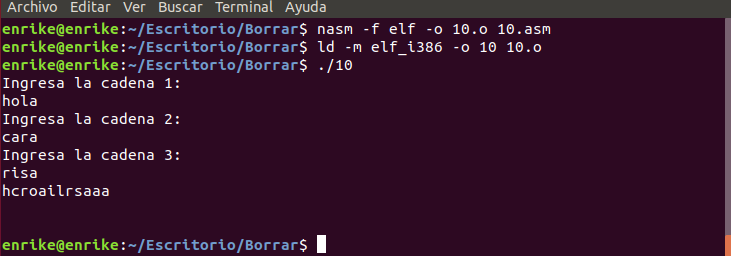 Archivo Editar Ver Buscar Terminal Ayuda
enrike@enrike:~/Escritorio/Borrar$ nasm -f elf -o 10.o 10.asm
enrike@enrike:~/Escritorio/Borrar$ ld -m elf_i386 -o 10 10.o
enrike@enrike:~/Escritorio/Borrar$ ./10
Ingresa la cadena 1:
hola
Ingresa la cadena 2:
cara
Ingresa la cadena 3:
risa
hcroailrsaaa
enrike@enrike:~/Escritorio/Borrar$